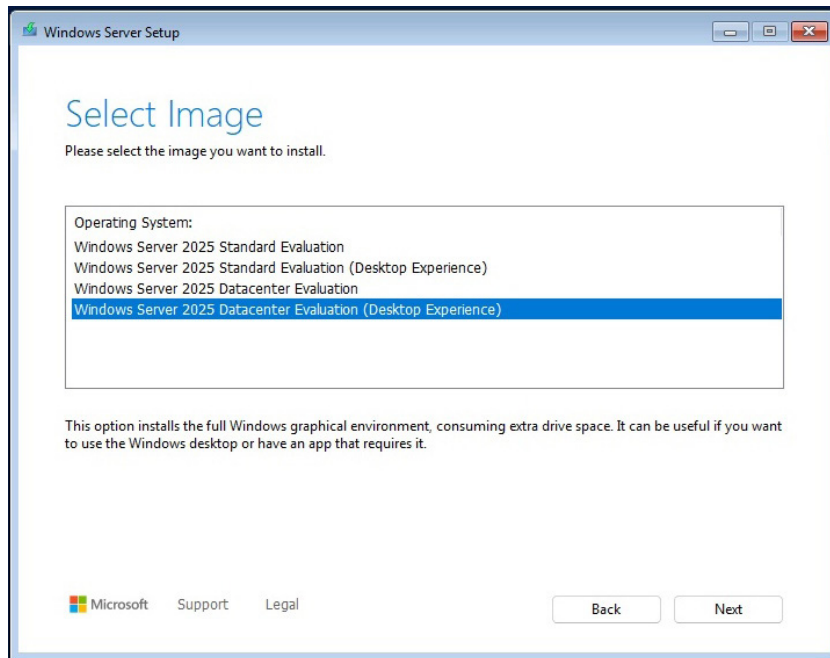 Windows Server Setup
Select Image
Please select the image you want to install.
Operating System:
Windows Server 2025 Standard Evaluation
Windows Server 2025 Standard Evaluation (Desktop Experience)
Windows Server 2025 Datacenter Evaluation
Windows Server 2025 Datacenter Evaluation (Desktop Experience)
This option installs the full Windows graphical environment, consuming extra drive space. It can be useful if you want
to use the Windows desktop or have an app that requires it.
Microsoft Support Legal Back Next